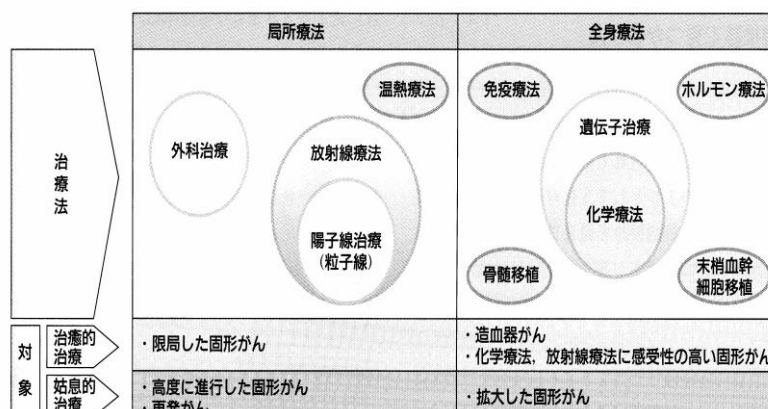 局所療法
全身療法
治療法
温熱療法
外科治療
放射線療法
陽子線治療
(粒子線)
免疫療法
ホルモン療法
遺伝子治療
化学療法
骨髄移植
末梢血幹
細胞移植
対象
治癒的
治療
・限局した固形がん
・造血器がん
・化学療法，放射線療法に感受性の高い固形がん
姑息的
治療
・高度に進行した固形がん
・再発がん
・拡大した固形がん